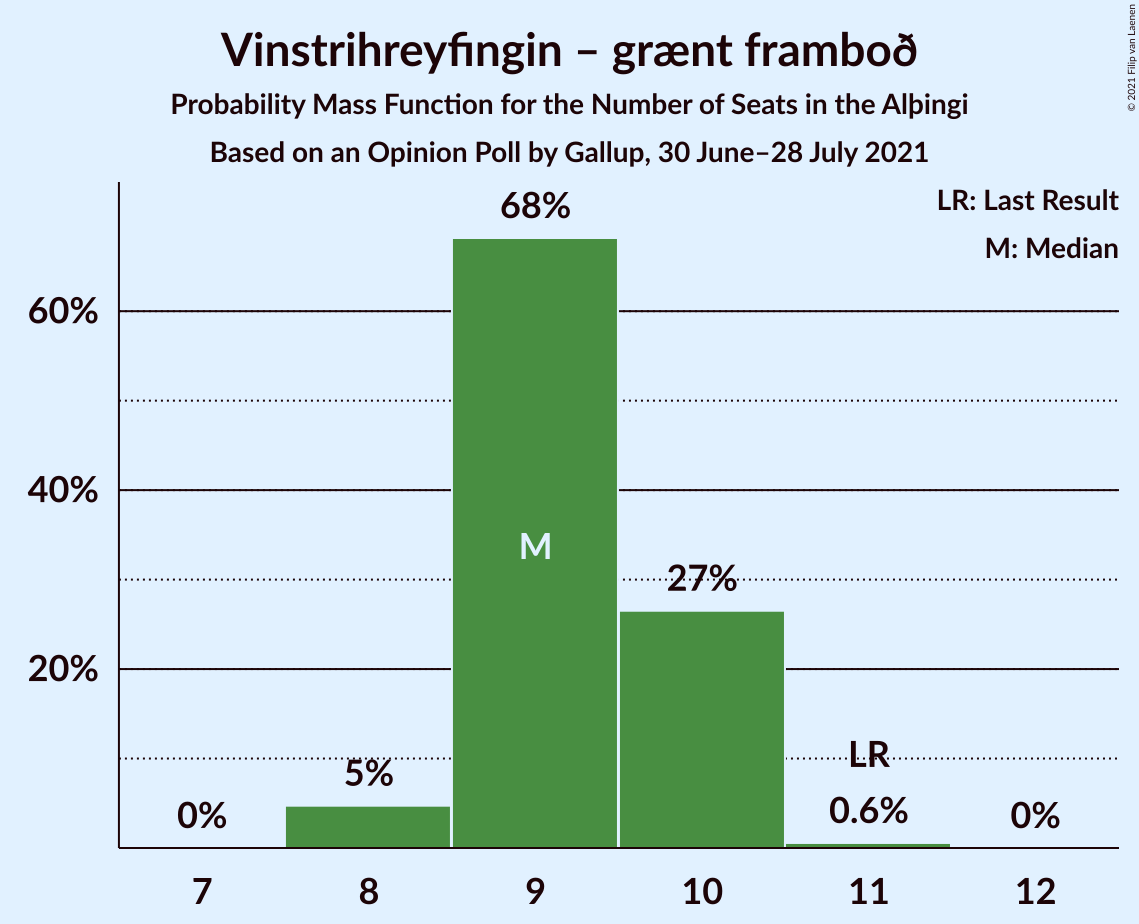 Vinstrihreyfingin – grænt framboð
Probability Mass Function for the Number of Seats in the Alþingi
Based on an Opinion Poll by Gallup, 30 June–28 July 2021
© 2021 Filip van Laenen
LR: Last Result
M: Median
60%
40%
20%
0%
5%
68%
M
27%
LR
0.6%
0%
7
8
9
10
11
12